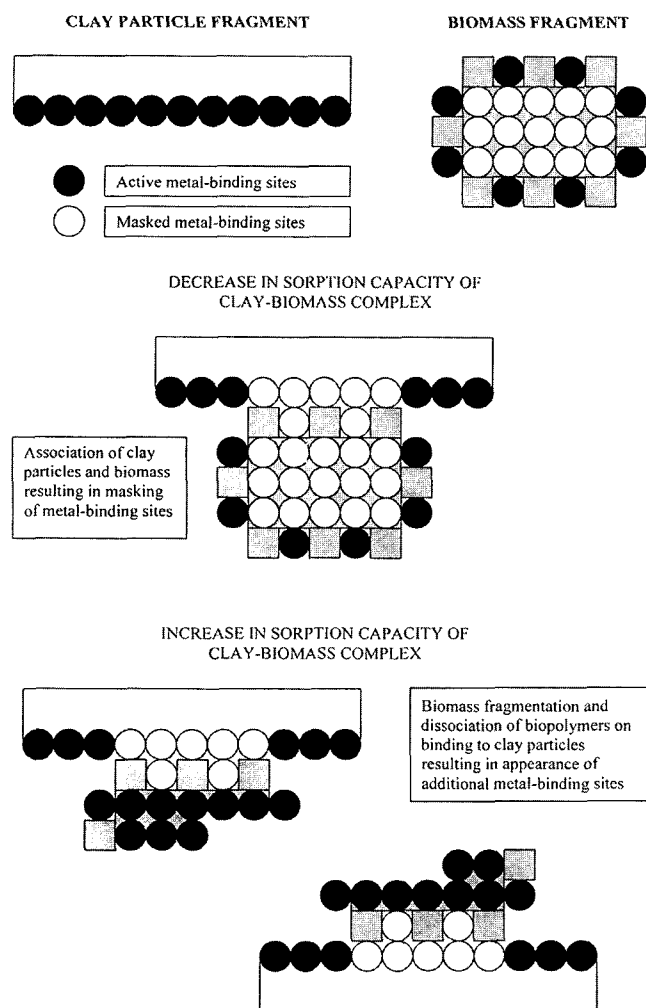 CLAY PARTICLE FRAGMENT
BIOMASS FRAGMENT
Active metal-binding sites
Masked metal-binding sites
DECREASE IN SORPTION CAPACITY OF
CLAY-BIOMASS COMPLEX
Association of clay
particles and biomass
resulting in masking
of metal-binding sites
INCREASE IN SORPTION CAPACITY OF
CLAY-BIOMASS COMPLEX
Biomass fragmentation and
dissociation of biopolymers on
binding to clay particles
resulting in appearance of
additional metal-binding sites